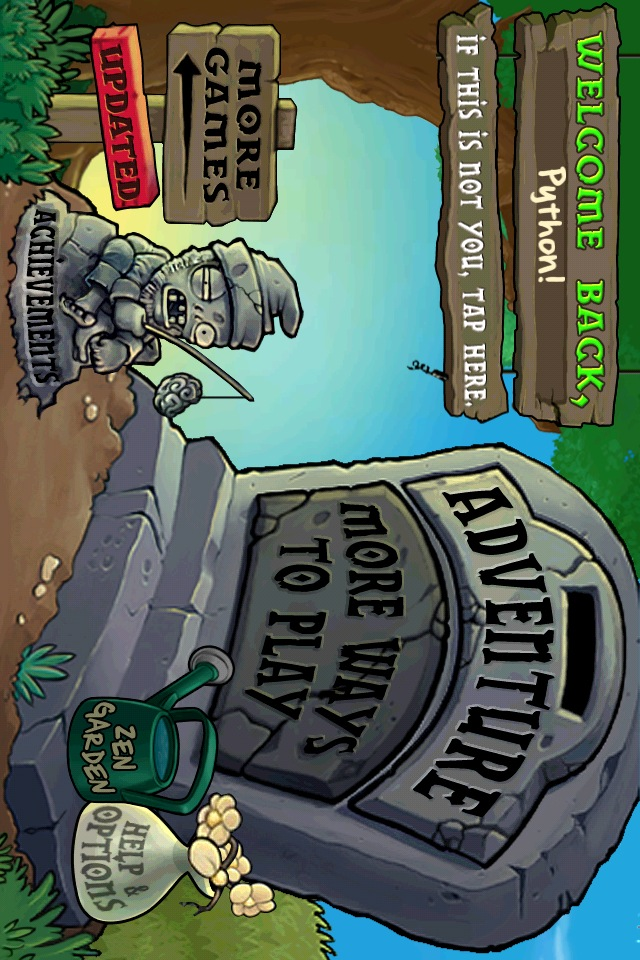 WELCOME BACK,
Python!
IF THIS IS NOT YOU, TAP HERE.
ADVENTURE
MORE WAYS
TO PLAY
MORE
GAMES
UPDATED
ACHIEVEMENTS
ZEN
GARDEN
HELP &
OPTIONS